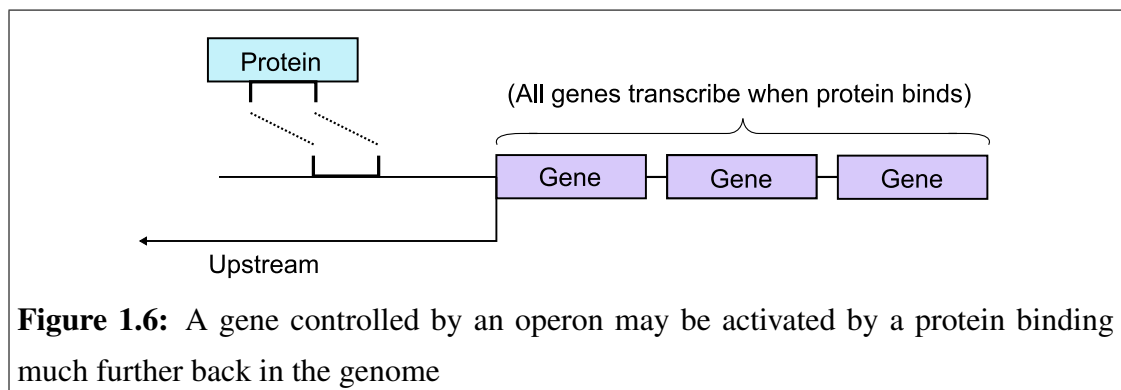 Protein
(All genes transcribe when protein binds)
Gene Gene Gene
Upstream
Figure 1.6: A gene controlled by an operon may be activated by a protein binding
much further back in the genome